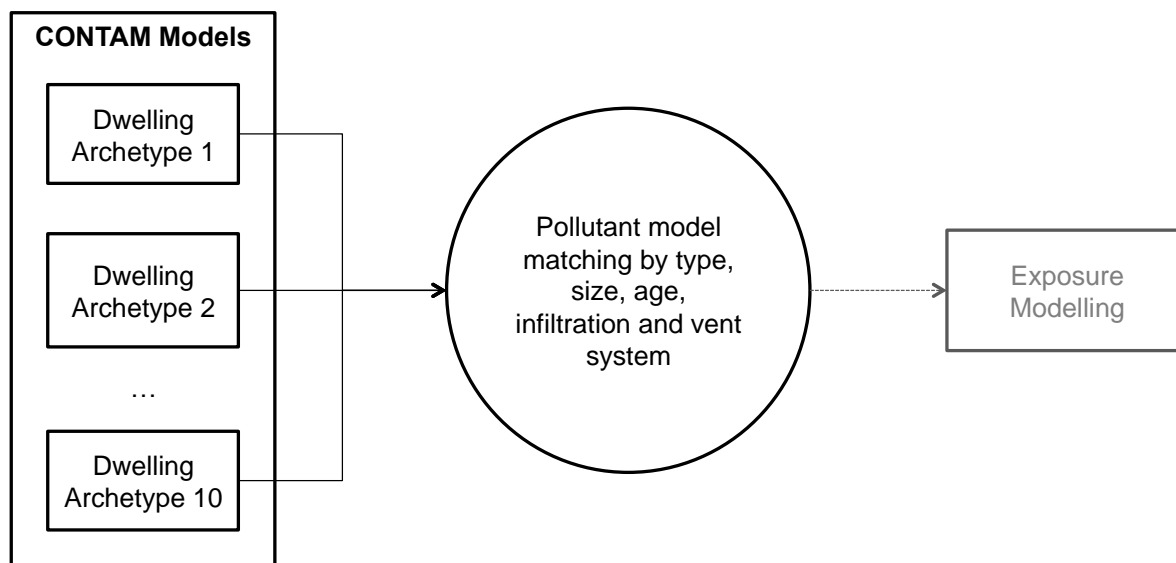 CONTAM Models
Dwelling
Archetype 1
Dwelling
Archetype 2
...
Dwelling
Archetype 10
Pollutant model
matching by type,
size, age,
infiltration and vent
system
Exposure
Modelling